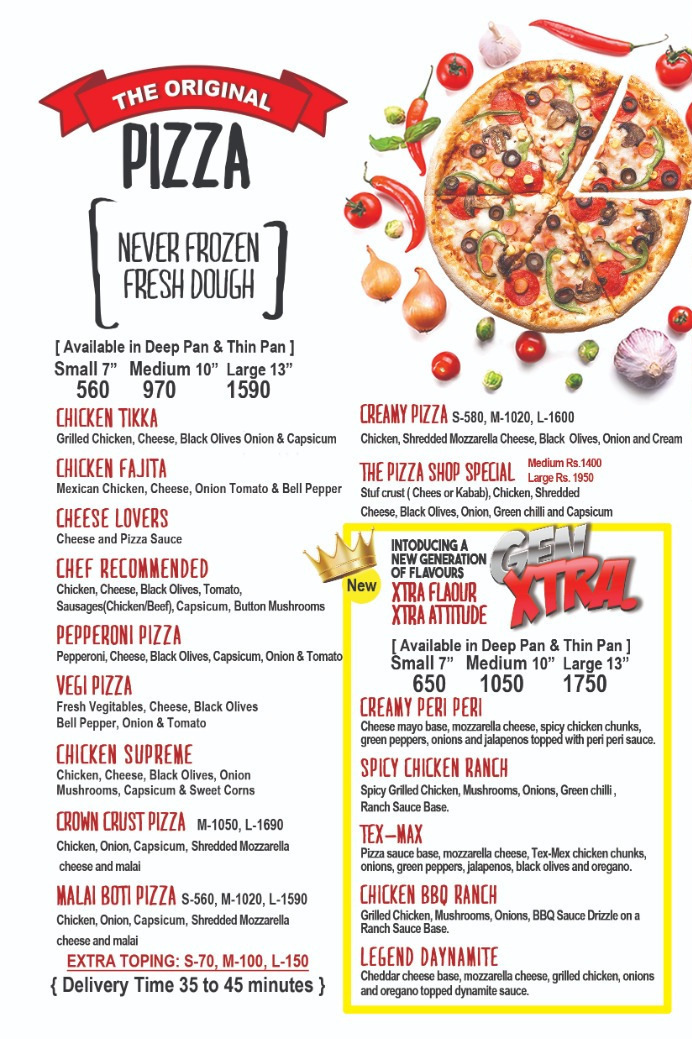 THE ORIGINAL
PIZZA
NEVER FROZEN
FRESH DOUGH
[ Available in Deep Pan & Thin Pan ]
Small 7” Medium 10” Large 13”
560 970 1590
CHICKEN TIKKA
Grilled Chicken, Cheese, Black Olives Onion & Capsicum
CHICKEN FAJITA
Mexican Chicken, Cheese, Onion Tomato & Bell Pepper
CHEESE LOVERS
Cheese and Pizza Sauce
CHEF RECOMMENDED
Chicken, Cheese, Black Olives, Tomato,
Sausages(Chicken/Beef), Capsicum, Button Mushrooms
PEPPERONI PIZZA
Pepperoni, Cheese, Black Olives, Capsicum, Onion & Tomato
VEGI PIZZA
Fresh Vegitables, Cheese, Black Olives
Bell Pepper, Onion & Tomato
CHICKEN SUPREME
Chicken, Cheese, Black Olives, Onion
Mushrooms, Capsicum & Sweet Corns
CROWN CRUST PIZZA M-1050, L-1690
Chicken, Onion, Capsicum, Shredded Mozzarella
cheese and malai
MALAI BOTI PIZZA S-560, M-1020, L-1590
Chicken, Onion, Capsicum, Shredded Mozzarella
cheese and malai
EXTRA TOPING: S-70, M-100, L-150
{ Delivery Time 35 to 45 minutes }
CREAMY PIZZA S-580, M-1020, L-1600
Chicken, Shredded Mozzarella Cheese, Black Olives, Onion and Cream
THE PIZZA SHOP SPECIAL Medium Rs.1400
Large Rs. 1950
Stuf crust ( Chees or Kabab), Chicken, Shredded
Cheese, Black Olives, Onion, Green chilli and Capsicum
New
INTODUCING A
NEW GENERATION
OF FLAVOURS
XTRA FLAOUR
XTRA ATTITUDE
GEN
XTRA.
[ Available in Deep Pan & Thin Pan ]
Small 7” Medium 10” Large 13”
650 1050 1750
CREAMY PERI PERI
Cheese mayo base, mozzarella cheese, spicy chicken chunks,
green peppers, onions and jalapenos topped with peri peri sauce.
SPICY CHICKEN RANCH
Spicy Grilled Chicken, Mushrooms, Onions, Green chilli ,
Ranch Sauce Base.
TEX-MAX
Pizza sauce base, mozzarella cheese, Tex-Mex chicken chunks,
onions, green peppers, jalapenos, black olives and oregano.
CHICKEN BBQ RANCH
Grilled Chicken, Mushrooms, Onions, BBQ Sauce Drizzle on a
Ranch Sauce Base.
LEGEND DAYNAMITE
Cheddar cheese base, mozzarella cheese, grilled chicken, onions
and oregano topped dynamite sauce.